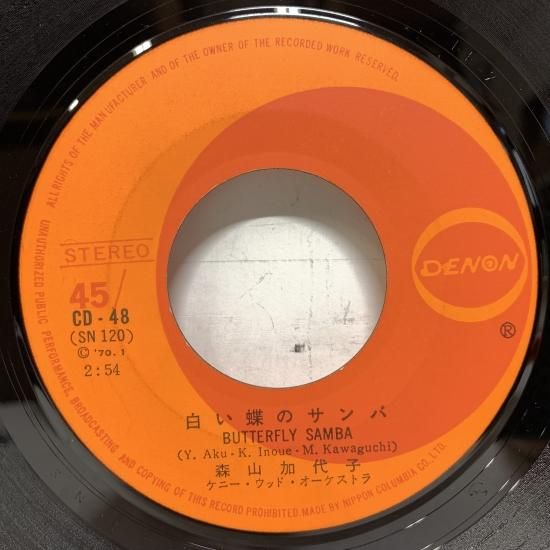 ALL RIGHTS OF THE MANUFACTURER AND OF THE OWNER OF THE RECORDED WORK RESERVED.
STEREO
45/
CD-48
(SN 120)
© '70.1
2:54
DENON
®
白い蝶のサンバ
BUTTERFLY SAMBA
(Y. Aku-K. Inoue-M. Kawaguchi)
森山加代子
ケニー・ウッド・オーケストラ
UNAUTHORIZED PUBLIC PERFORMANCE, BROADCASTING AND COPYING OF THIS RECORD PROHIBITED. MADE BY NIPPON COLUMBIA CO., LTD.